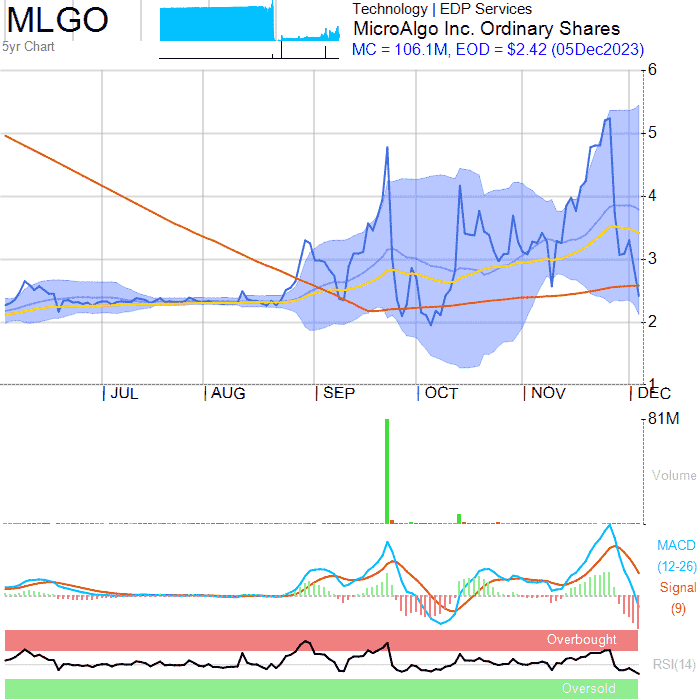 MLGO
5yr Chart
Technology | EDP Services
MicroAlgo Inc. Ordinary Shares
MC = 106.1M, EOD = $2.42 (05Dec2023)
6
5
4
3
2
1
JUL AUG SEP OCT NOV DEC
81M
Volume
MACD
(12-26)
Signal
(9)
Overbought
RSI(14)
Oversold